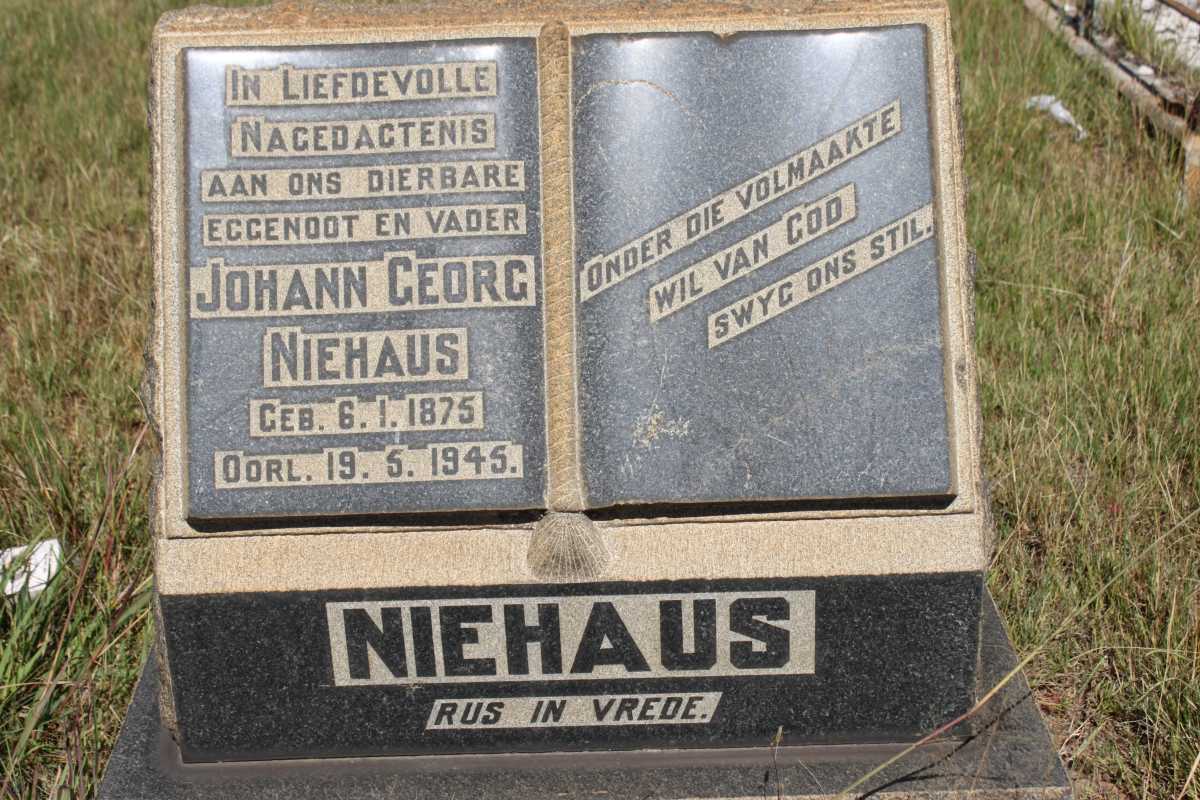 IN LIEFDEVOLLE
NAGEDAGTENIS
AAN ONS DIERBARE
EGGENOOT EN VADER
JOHANN GEORG
NIEHAUS
GEB. 6.1.1875
OORL. 19.5.1945.
ONDER DIE VOLMAAKTE
WIL VAN GOD
SWYG ONS STIL.
NIEHAUS
RUS IN VREDE.